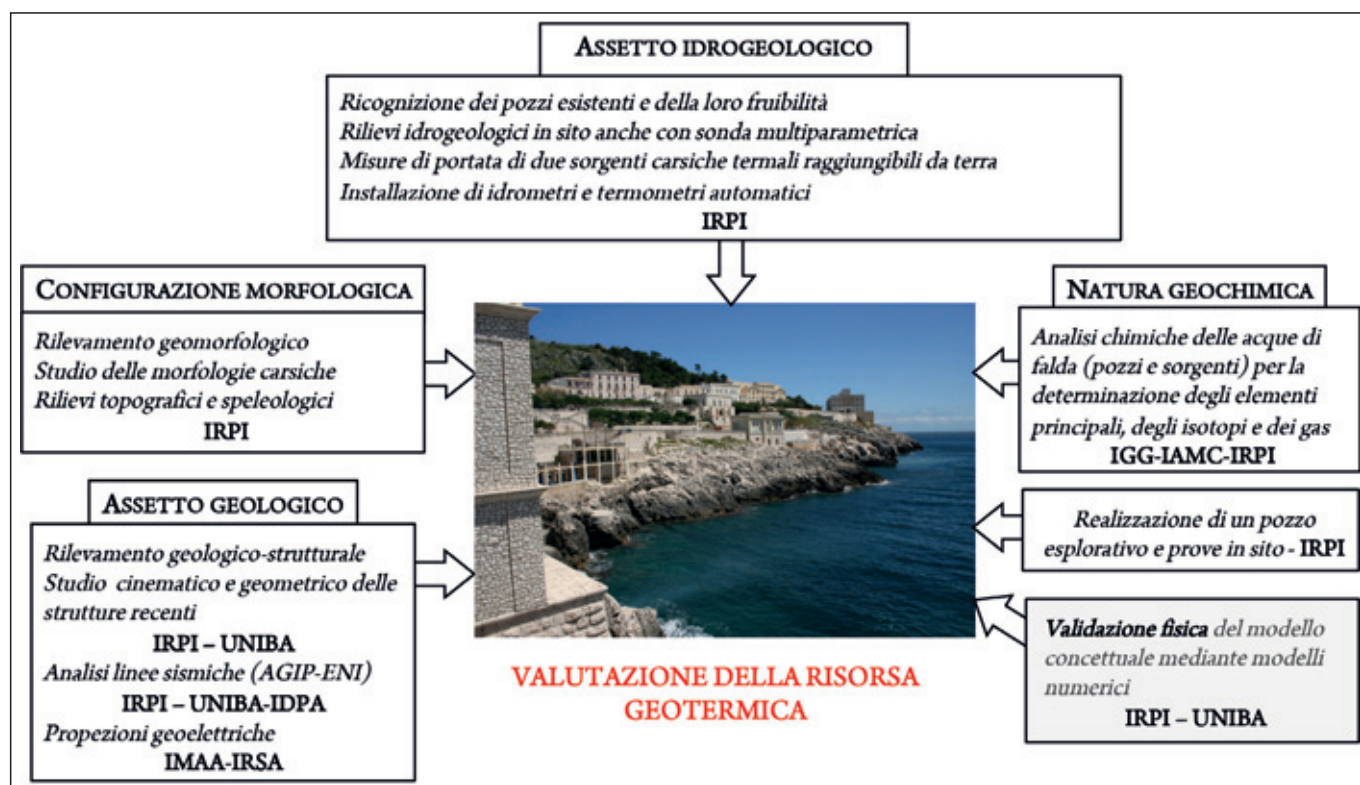 ASSETTO IDROGEOLOGICO
Ricognizione dei pozzi esistenti e della loro fruibilità
Rilievi idrogeologici in sito anche con sonda multiparametrica
Misure di portata di due sorgenti carsiche termali raggiungibili da terra
Installazione di idrometri e termometri automatici
IRPI
CONFIGURAZIONE MORFOLOGICA
Rilevamento geomorfologico
Studio delle morfologie carsiche
Rilievi topografici e speleologici
IRPI
ASSETTO GEOLOGICO
Rilevamento geologico-strutturale
Studio cinematico e geometrico delle
strutture recenti
IRPI – UNIBA
Analisi linee sismiche (AGIP-ENI)
IRPI – UNIBA-IDPA
Propezioni geoelettriche
IMAA-IRSA
VALUTAZIONE DELLA RISORSA
GEOTERMICA
NATURA GEOCHIMICA
Analisi chimiche delle acque di
falda (pozzi e sorgenti) per la
determinazione degli elementi
principali, degli isotopi e dei gas
IGG-IAMC-IRPI
Realizzazione di un pozzo
esplorativo e prove in sito - IRPI
Validazione fisica del modello
concettuale mediante modelli
numerici
IRPI – UNIBA